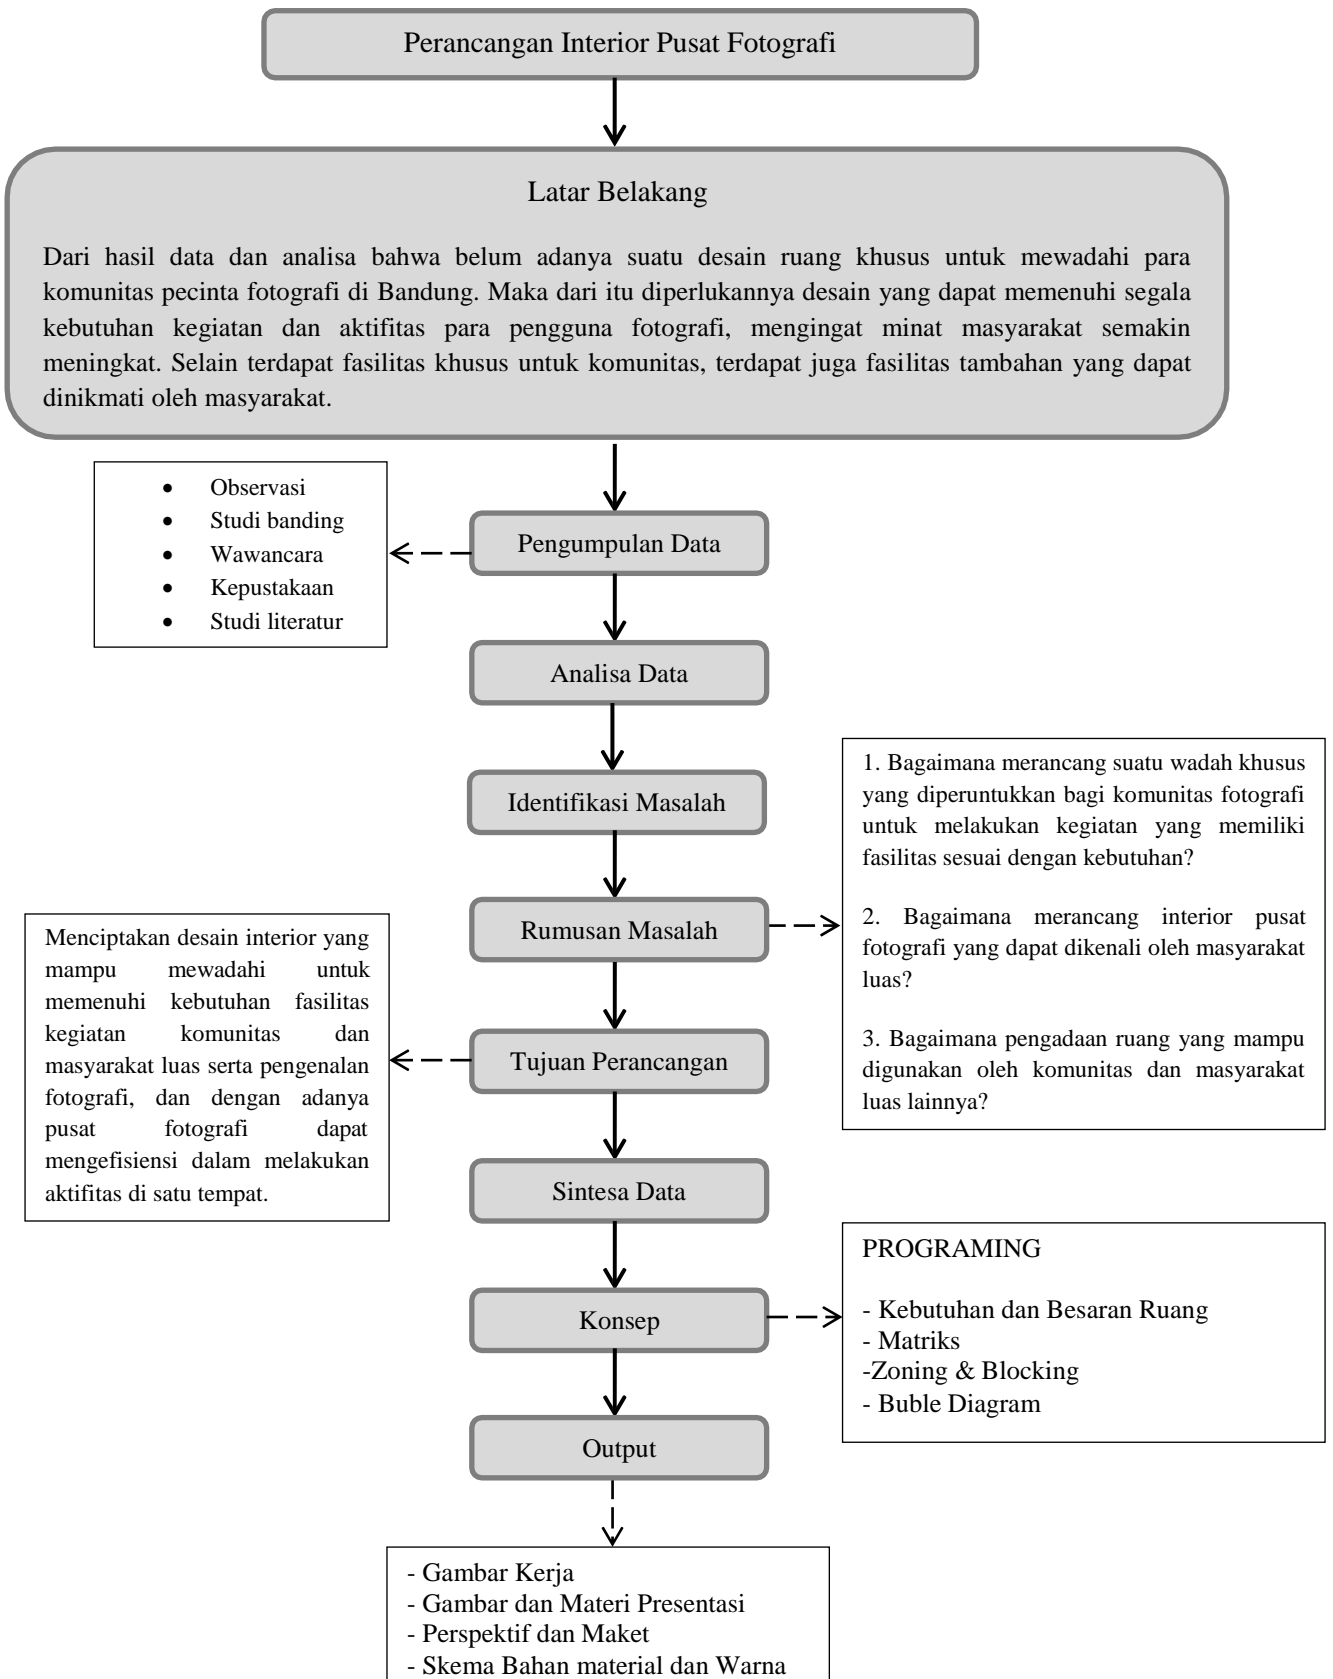 Perancangan Interior Pusat Fotografi
Latar Belakang
Dari hasil data dan analisa bahwa belum adanya suatu desain ruang khusus untuk mewadahi para
komunitas pecinta fotografi di Bandung. Maka dari itu diperlukannya desain yang dapat memenuhi segala
kebutuhan kegiatan dan aktifitas para pengguna fotografi, mengingat minat masyarakat semakin
meningkat. Selain terdapat fasilitas khusus untuk komunitas, terdapat juga fasilitas tambahan yang dapat
dinikmati oleh masyarakat.
• Observasi
• Studi banding
• Wawancara
• Kepustakaan
• Studi literatur
Pengumpulan Data
Analisa Data
Identifikasi Masalah
1. Bagaimana merancang suatu wadah khusus
yang diperuntukkan bagi komunitas fotografi
untuk melakukan kegiatan yang memiliki
fasilitas sesuai dengan kebutuhan?
2. Bagaimana merancang interior pusat
fotografi yang dapat dikenali oleh masyarakat
luas?
3. Bagaimana pengadaan ruang yang mampu
digunakan oleh komunitas dan masyarakat
luas lainnya?
Rumusan Masalah
Menciptakan desain interior yang
mampu mewadahi untuk
memenuhi kebutuhan fasilitas
kegiatan komunitas dan
masyarakat luas serta pengenalan
fotografi, dan dengan adanya
pusat fotografi dapat
mengefisiensi dalam melakukan
aktifitas di satu tempat.
Tujuan Perancangan
Sintesa Data
Konsep
PROGRAMING
- Kebutuhan dan Besaran Ruang
- Matriks
-Zoning & Blocking
- Buble Diagram
Output
- Gambar Kerja
- Gambar dan Materi Presentasi
- Perspektif dan Maket
- Skema Bahan material dan Warna